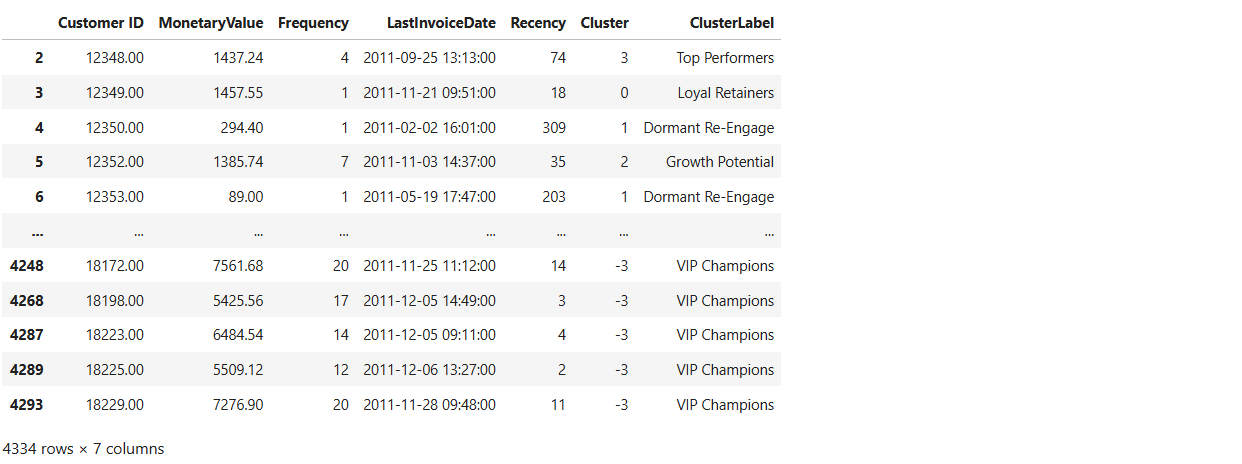 Customer ID MonetaryValue Frequency LastInvoiceDate Recency Cluster ClusterLabel
2 12348.00 1437.24 4 2011-09-25 13:13:00 74 3 Top Performers
3 12349.00 1457.55 1 2011-11-21 09:51:00 18 0 Loyal Retainers
4 12350.00 294.40 1 2011-02-02 16:01:00 309 1 Dormant Re-Engage
5 12352.00 1385.74 7 2011-11-03 14:37:00 35 2 Growth Potential
6 12353.00 89.00 1 2011-05-19 17:47:00 203 1 Dormant Re-Engage
... ... ... ... ... ... ... ...
4248 18172.00 7561.68 20 2011-11-25 11:12:00 14 -3 VIP Champions
4268 18198.00 5425.56 17 2011-12-05 14:49:00 3 -3 VIP Champions
4287 18223.00 6484.54 14 2011-12-05 09:11:00 4 -3 VIP Champions
4289 18225.00 5509.12 12 2011-12-06 13:27:00 2 -3 VIP Champions
4293 18229.00 7276.90 20 2011-11-28 09:48:00 11 -3 VIP Champions
4334 rows × 7 columns